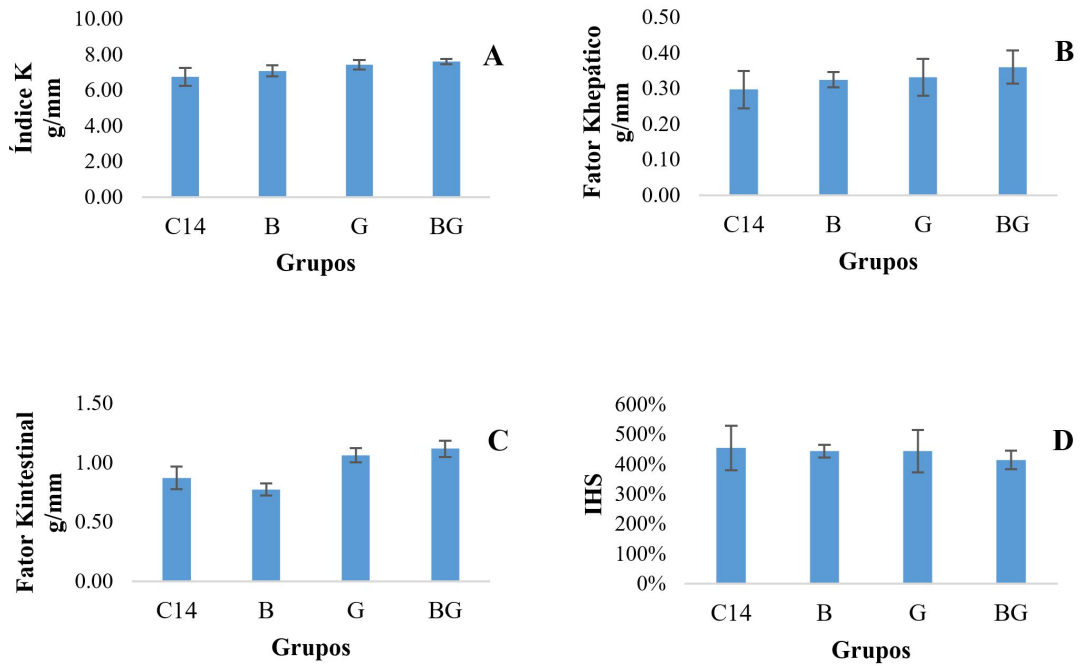 A
Índice K
g/mm
10.00
8.00
6.00
4.00
2.00
0.00
C14 B G BG
Grupos
B
Fator Khepático
g/mm
0.50
0.40
0.30
0.20
0.10
0.00
C14 B G BG
Grupos
C
Fator Kintestinal
g/mm
1.50
1.00
0.50
0.00
C14 B G BG
Grupos
D
IHS
600%
500%
400%
300%
200%
100%
0%
C14 B G BG
Grupos